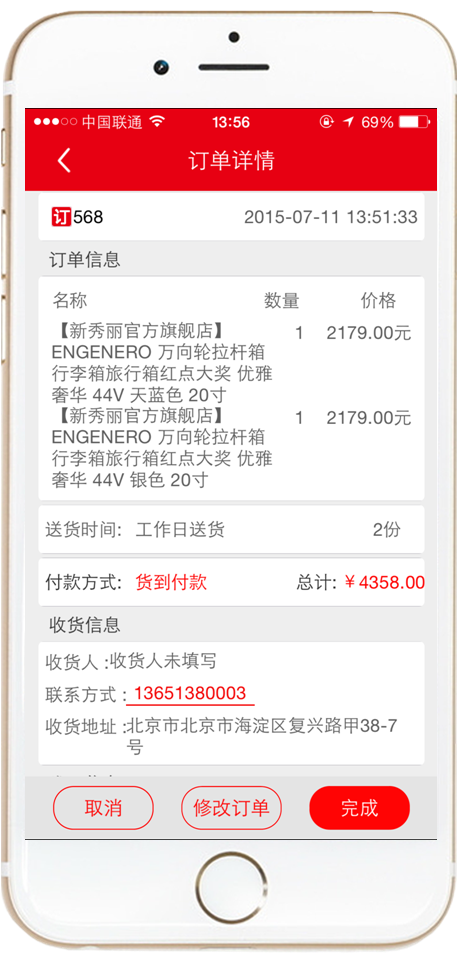 中国联通 13:56 69%
订单详情
订568 2015-07-11 13:51:33
订单信息
名称 数量 价格
【新秀丽官方旗舰店】 1 2179.00元
ENGENERO 万向轮拉杆箱
行李箱旅行箱红点大奖 优雅
奢华 44V 天蓝色 20寸
【新秀丽官方旗舰店】 1 2179.00元
ENGENERO 万向轮拉杆箱
行李箱旅行箱红点大奖 优雅
奢华 44V 银色 20寸
送货时间: 工作日送货 2份
付款方式: 货到付款 总计: ¥4358.00
收货信息
收货人 :收货人未填写
联系方式 : 13651380003
收货地址 :北京市北京市海淀区复兴路甲38-7
号
取消 修改订单 完成